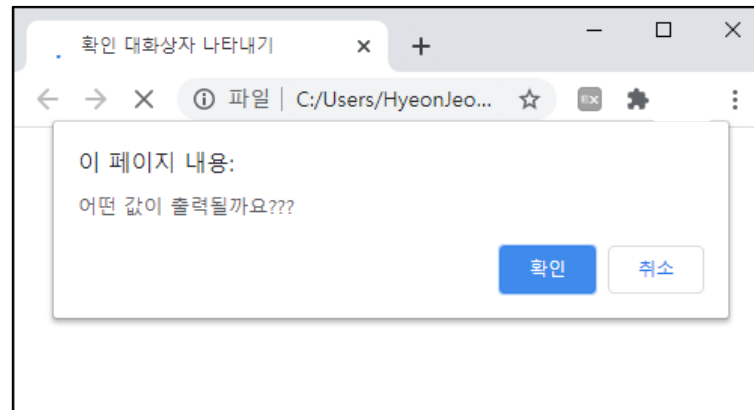 확인 대화상자 나타내기
파일 | C:/Users/HyeonJeo...
EX
이 페이지 내용:
어떤 값이 출력될까요???
확인 취소